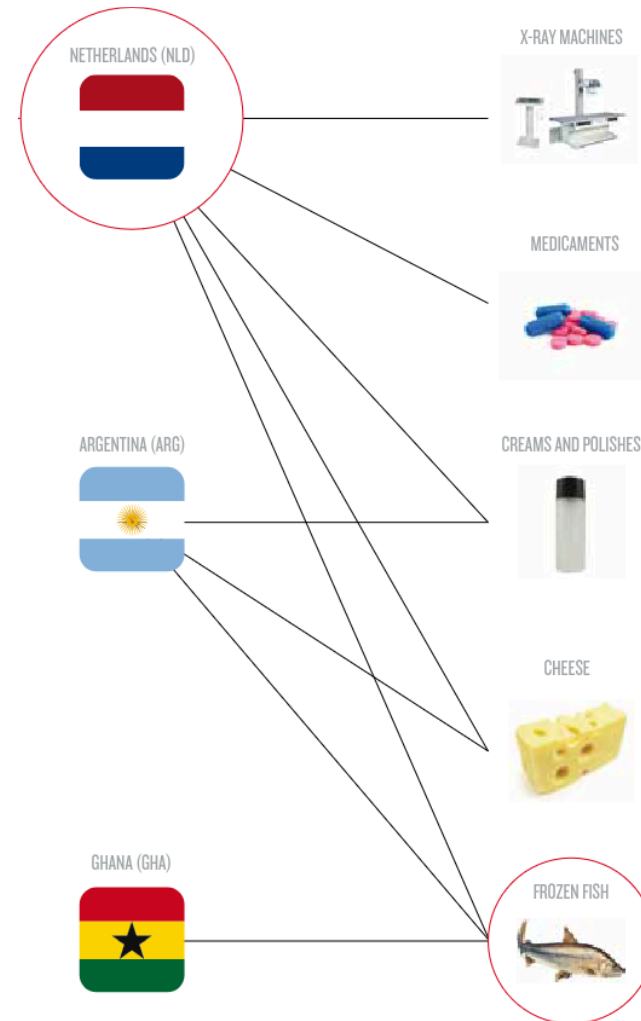 NETHERLANDS (NLD)
X-RAY MACHINES
MEDICAMENTS
ARGENTINA (ARG)
CREAMS AND POLISHES
CHEESE
GHANA (GHA)
FROZEN FISH